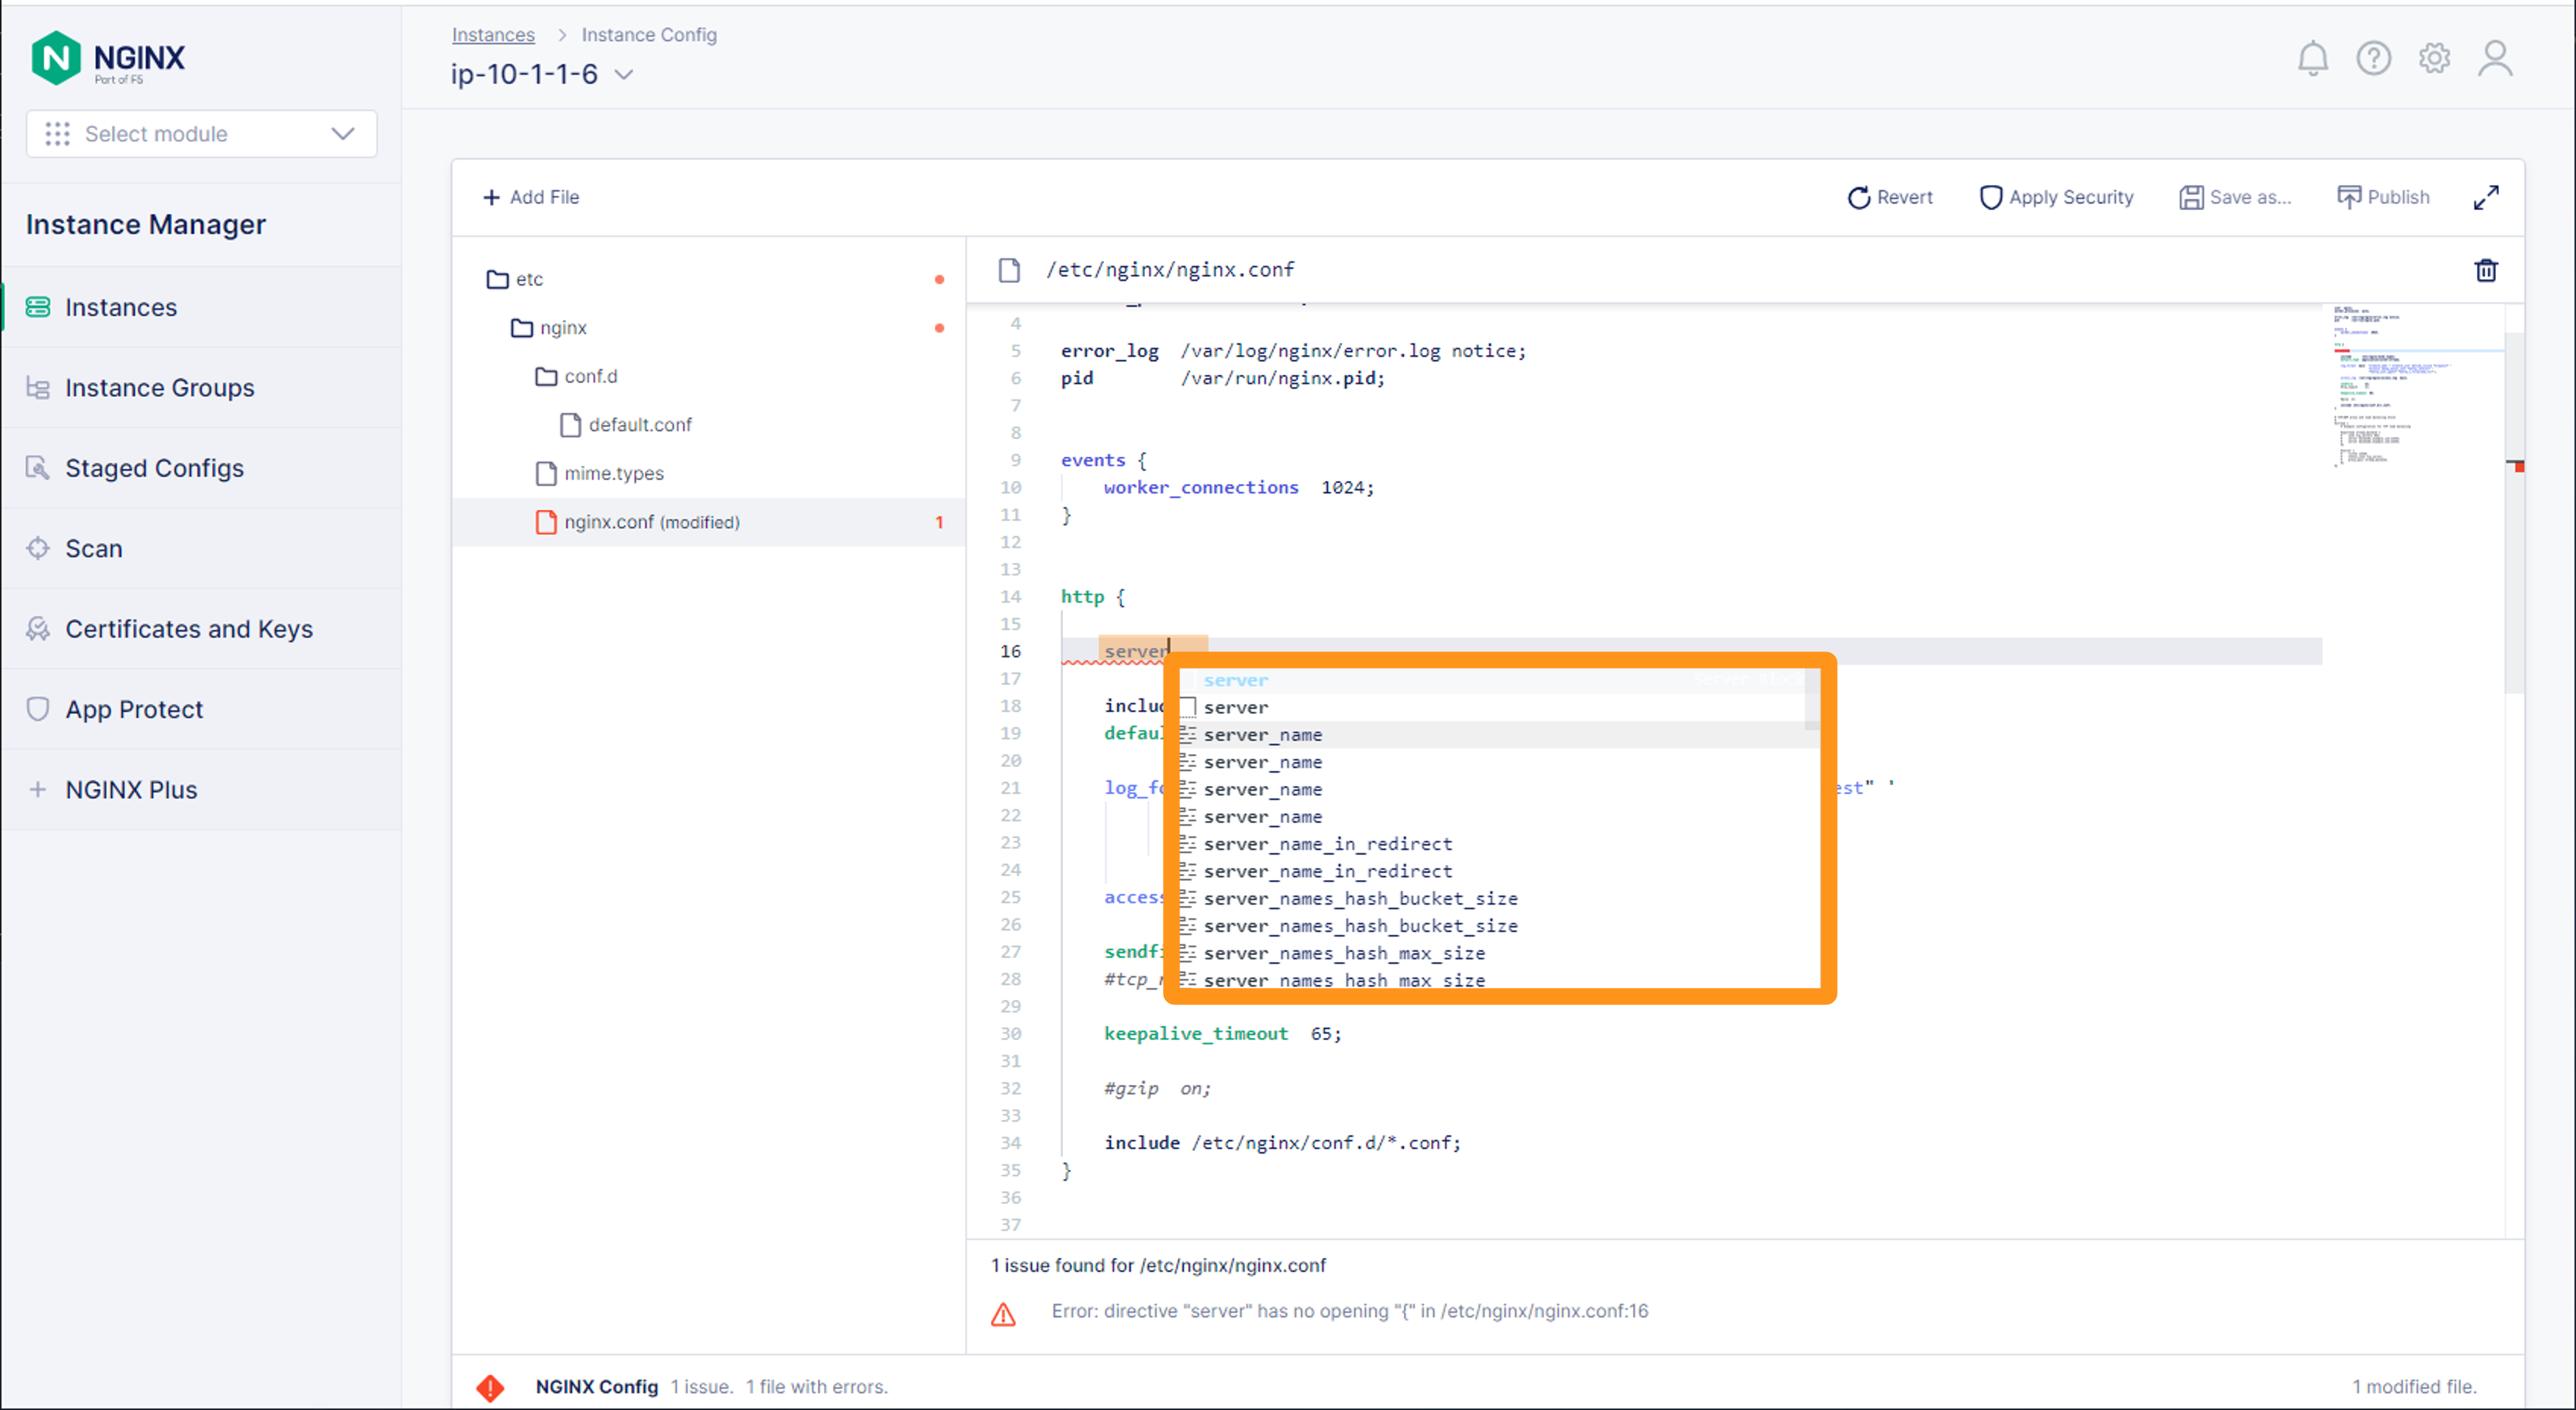 NGINX
Part of F5
Select module
Instance Manager
Instances
Instance Groups
Staged Configs
Scan
Certificates and Keys
App Protect
NGINX Plus
Instances > Instance Config
ip-10-1-1-6
Add File
Revert
Apply Security
Save as...
Publish
etc
nginx
conf.d
default.conf
mime.types
nginx.conf (modified) 1
/etc/nginx/nginx.conf
4
5 error_log /var/log/nginx/error.log notice;
6 pid /var/run/nginx.pid;
7
8
9 events {
10 worker_connections 1024;
11 }
12
13
14 http {
15
16 server
17
18 includ
19 defaul
20
21 log_fo est" '
22
23
24
25 access
26
27 sendfi
28 #tcp_n
29
30 keepalive_timeout 65;
31
32 #gzip on;
33
34 include /etc/nginx/conf.d/*.conf;
35 }
36
37
server
server
server_name
server_name
server_name
server_name
server_name_in_redirect
server_name_in_redirect
server_names_hash_bucket_size
server_names_hash_bucket_size
server_names_hash_max_size
server_names_hash_max_size
1 issue found for /etc/nginx/nginx.conf
Error: directive "server" has no opening "{" in /etc/nginx/nginx.conf:16
NGINX Config 1 issue. 1 file with errors.
1 modified file.